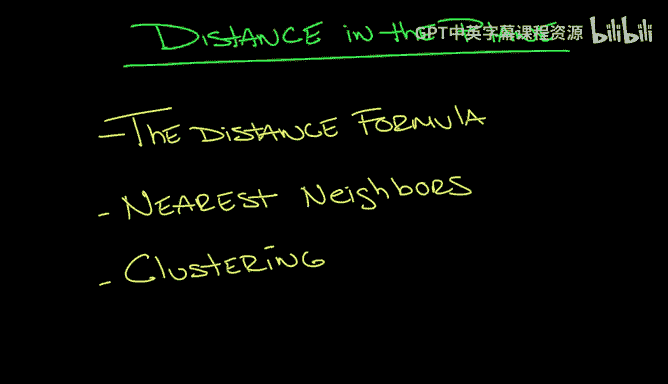 Distance in the Plane
GPT中英字幕课程资源 bilibili
- The Distance Formula
- Nearest Neighbors
- Clustering